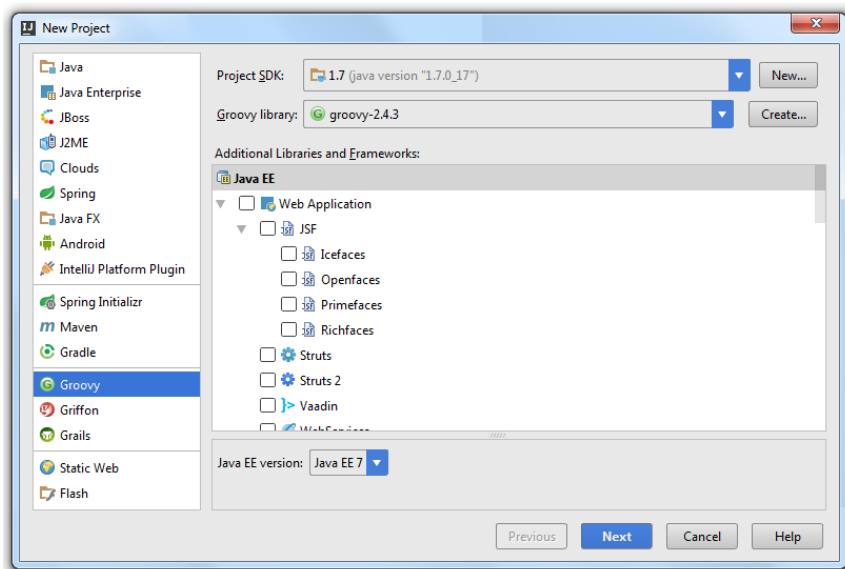 New Project
Java
Java Enterprise
JBoss
J2ME
Clouds
Spring
Java FX
Android
IntelliJ Platform Plugin
Spring Initializr
Maven
Gradle
Groovy
Griffon
Grails
Static Web
Flash
Project SDK: 1.7 (java version "1.7.0_17") New...
Groovy library: groovy-2.4.3 Create...
Additional Libraries and Frameworks:
Java EE
Web Application
JSF
Icefaces
Openfaces
Primefaces
Richfaces
Struts
Struts 2
Vaadin
WebServices
Java EE version: Java EE 7
Previous Next Cancel Help